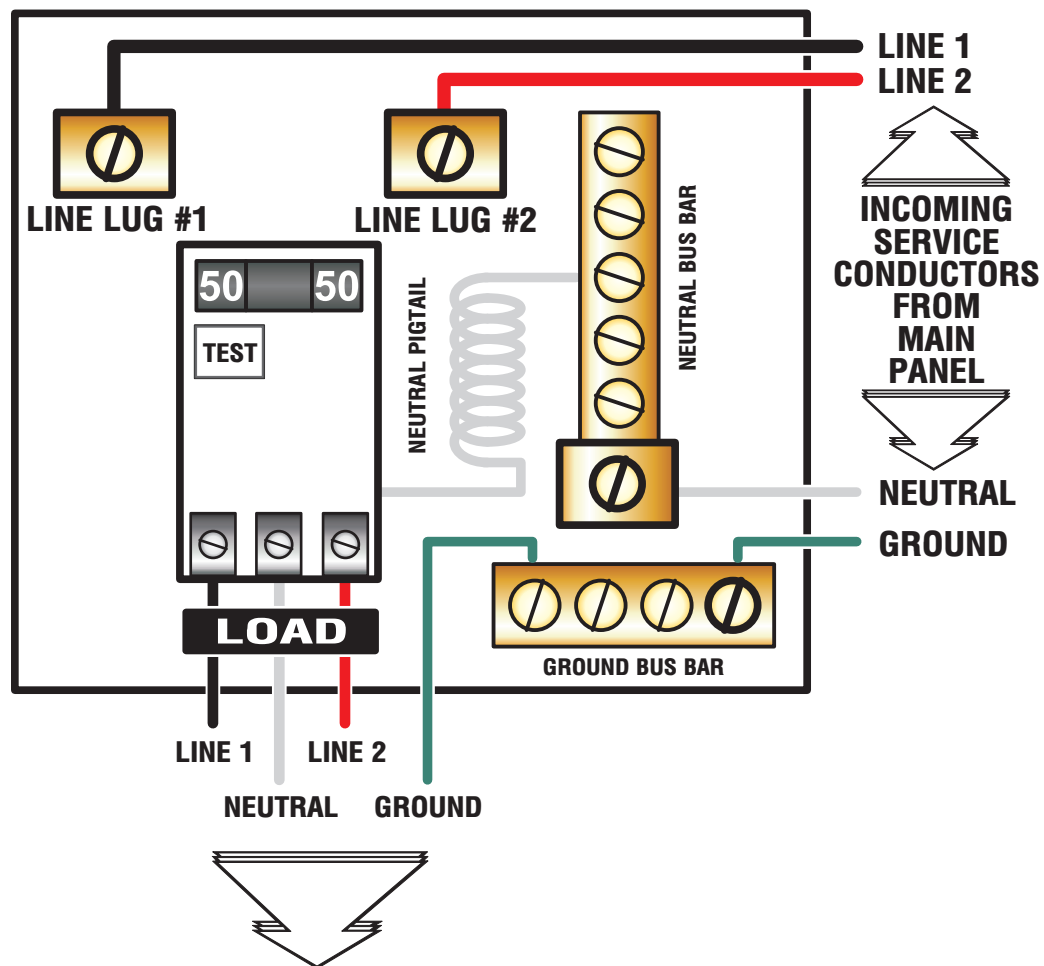 LINE 1
LINE 2
LINE LUG #1
LINE LUG #2
INCOMING
SERVICE
CONDUCTORS
FROM
MAIN
PANEL
50
50
TEST
NEUTRAL PIGTAIL
NEUTRAL BUS BAR
NEUTRAL
GROUND
LOAD
GROUND BUS BAR
LINE 1
LINE 2
NEUTRAL
GROUND